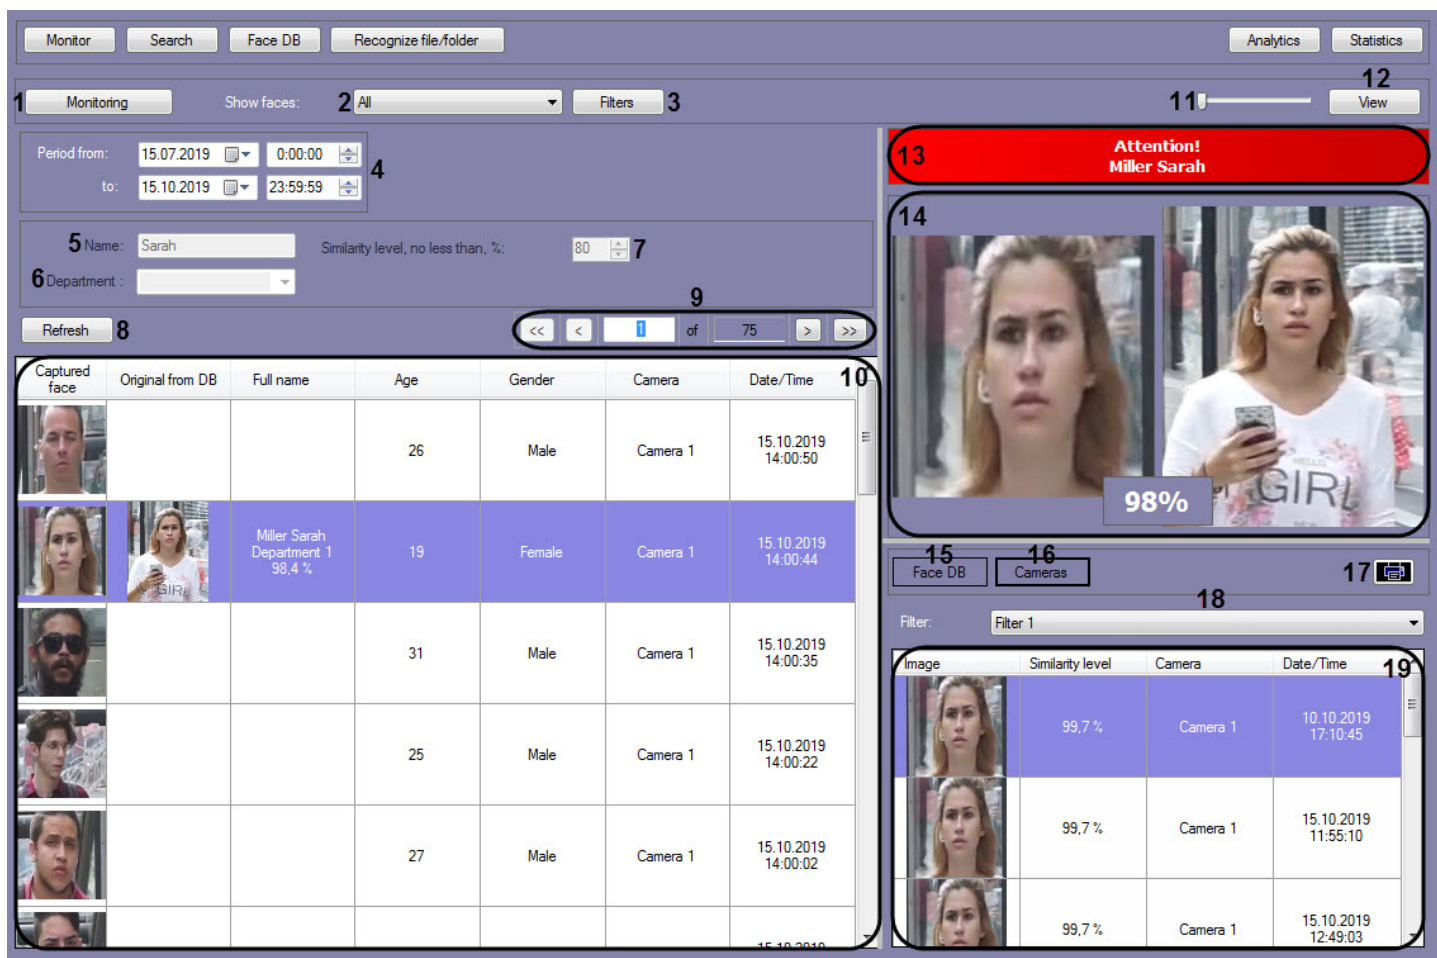 Monitor Search Face DB Recognize file/folder Analytics Statistics
12
1 Monitoring Show faces: 2 All Filters 3 11 View
Period from: 15.07.2019 0:00:00
4
to: 15.10.2019 23:59:59
13 Attention!
Miller Sarah
14
5 Name: Sarah Similarity level, no less than, %: 80 7
6 Department :
9
Refresh 8 << < 1 of 75 > >>
Captured face Original from DB Full name Age Gender Camera Date/Time 10
26 Male Camera 1 15.10.2019
14:00:50
GIRL
98%
HELLO
GIRL
Miller Sarah
Department 1
98,4 %
19 Female Camera 1 15.10.2019
14:00:44
31 Male Camera 1 15.10.2019
14:00:35
25 Male Camera 1 15.10.2019
14:00:22
27 Male Camera 1 15.10.2019
14:00:02
15.10.2019
15 16
Face DB Cameras 17
18
Filter: Filter 1
Image Similarity level Camera Date/Time 19
99,7 % Camera 1 10.10.2019
17:10:45
99,7 % Camera 1 15.10.2019
11:55:10
99,7 % Camera 1 15.10.2019
12:49:03